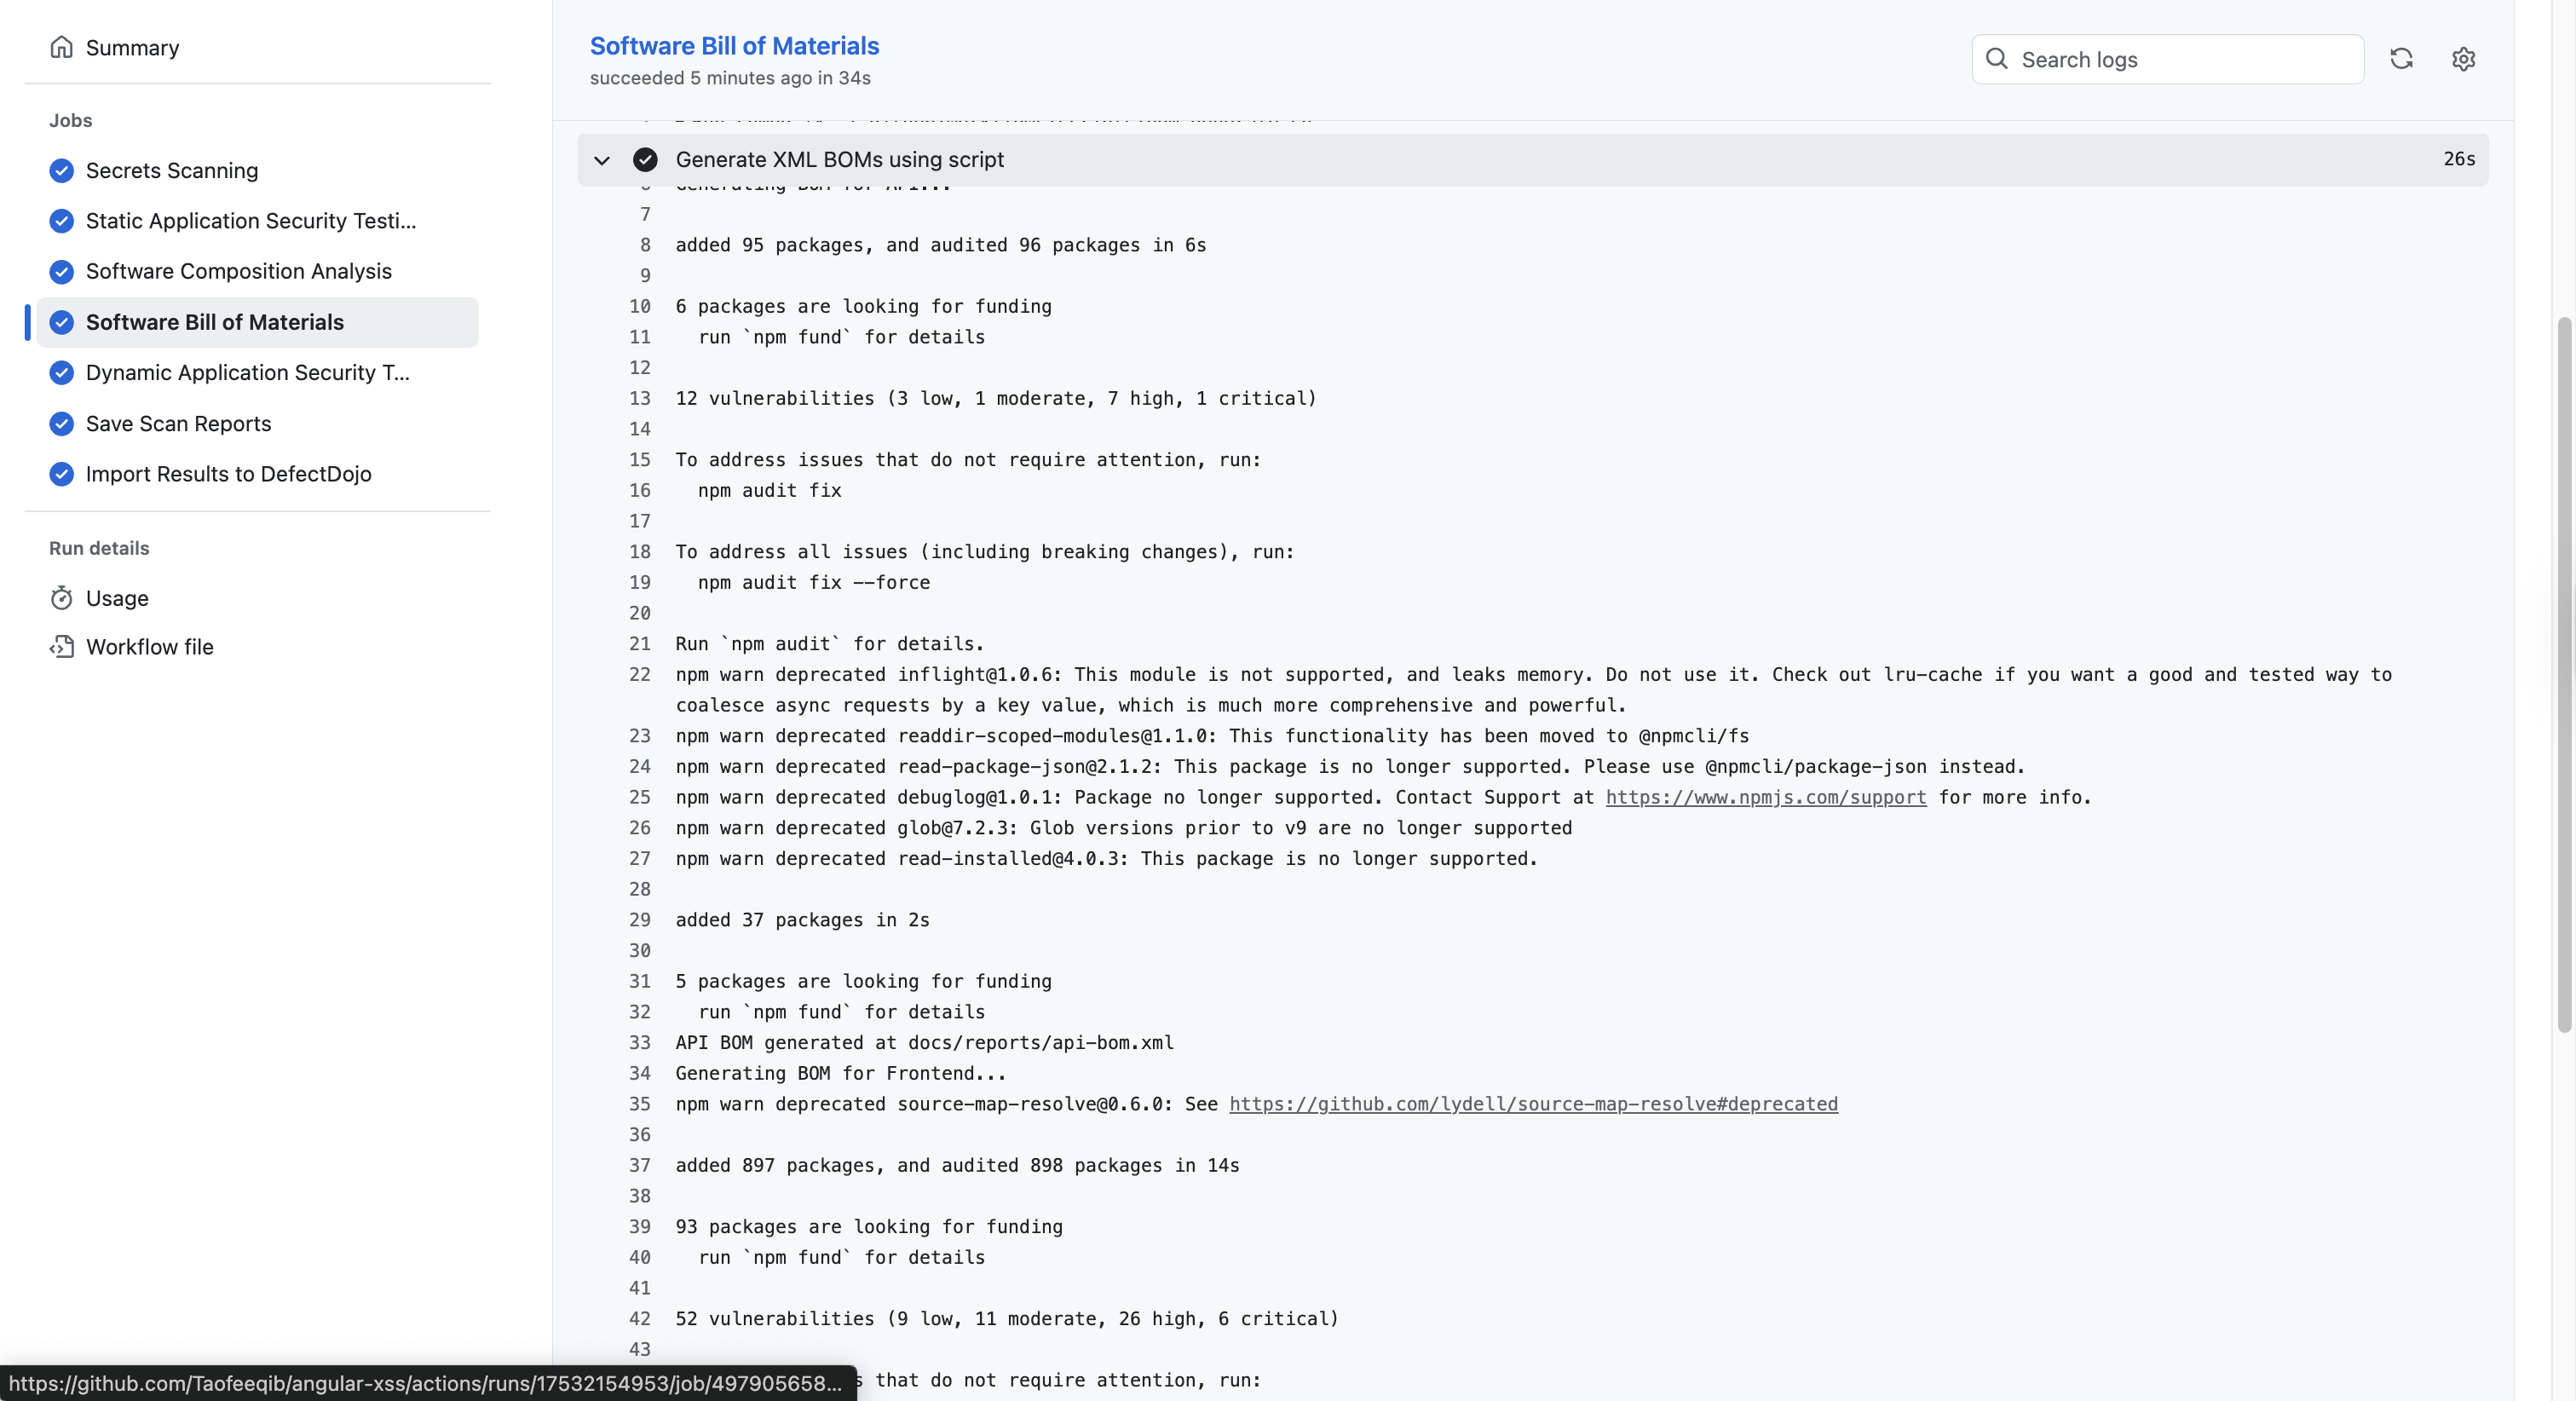 Summary
Jobs
Secrets Scanning
Static Application Security Testi...
Software Composition Analysis
Software Bill of Materials
Dynamic Application Security T...
Save Scan Reports
Import Results to DefectDojo
Run details
Usage
Workflow file
Software Bill of Materials
succeeded 5 minutes ago in 34s
Search logs
Generate XML BOMs using script 26s
6 Generating BOM for API...
7
8 added 95 packages, and audited 96 packages in 6s
9
10 6 packages are looking for funding
11 run `npm fund` for details
12
13 12 vulnerabilities (3 low, 1 moderate, 7 high, 1 critical)
14
15 To address issues that do not require attention, run:
16 npm audit fix
17
18 To address all issues (including breaking changes), run:
19 npm audit fix --force
20
21 Run `npm audit` for details.
22 npm warn deprecated inflight@1.0.6: This module is not supported, and leaks memory. Do not use it. Check out lru-cache if you want a good and tested way to
coalesce async requests by a key value, which is much more comprehensive and powerful.
23 npm warn deprecated readdir-scoped-modules@1.1.0: This functionality has been moved to @npmcli/fs
24 npm warn deprecated read-package-json@2.1.2: This package is no longer supported. Please use @npmcli/package-json instead.
25 npm warn deprecated debuglog@1.0.1: Package no longer supported. Contact Support at https://www.npmjs.com/support for more info.
26 npm warn deprecated glob@7.2.3: Glob versions prior to v9 are no longer supported
27 npm warn deprecated read-installed@4.0.3: This package is no longer supported.
28
29 added 37 packages in 2s
30
31 5 packages are looking for funding
32 run `npm fund` for details
33 API BOM generated at docs/reports/api-bom.xml
34 Generating BOM for Frontend...
35 npm warn deprecated source-map-resolve@0.6.0: See https://github.com/lydell/source-map-resolve#deprecated
36
37 added 897 packages, and audited 898 packages in 14s
38
39 93 packages are looking for funding
40 run `npm fund` for details
41
42 52 vulnerabilities (9 low, 11 moderate, 26 high, 6 critical)
43
s that do not require attention, run:
https://github.com/Taofeeqib/angular-xss/actions/runs/17532154953/job/497905658...